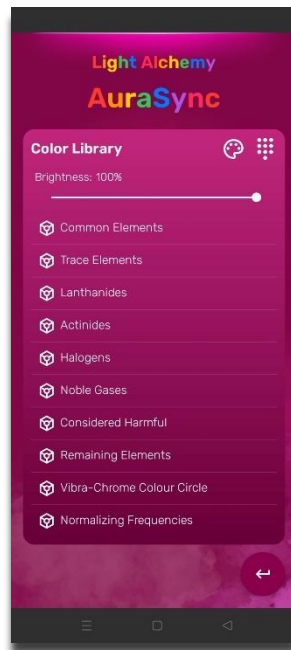 Light Alchemy
AuraSync
Color Library
Brightness: 100%
Common Elements
Trace Elements
Lanthanides
Actinides
Halogens
Noble Gases
Considered Harmful
Remaining Elements
Vibra-Chrome Colour Circle
Normalizing Frequencies